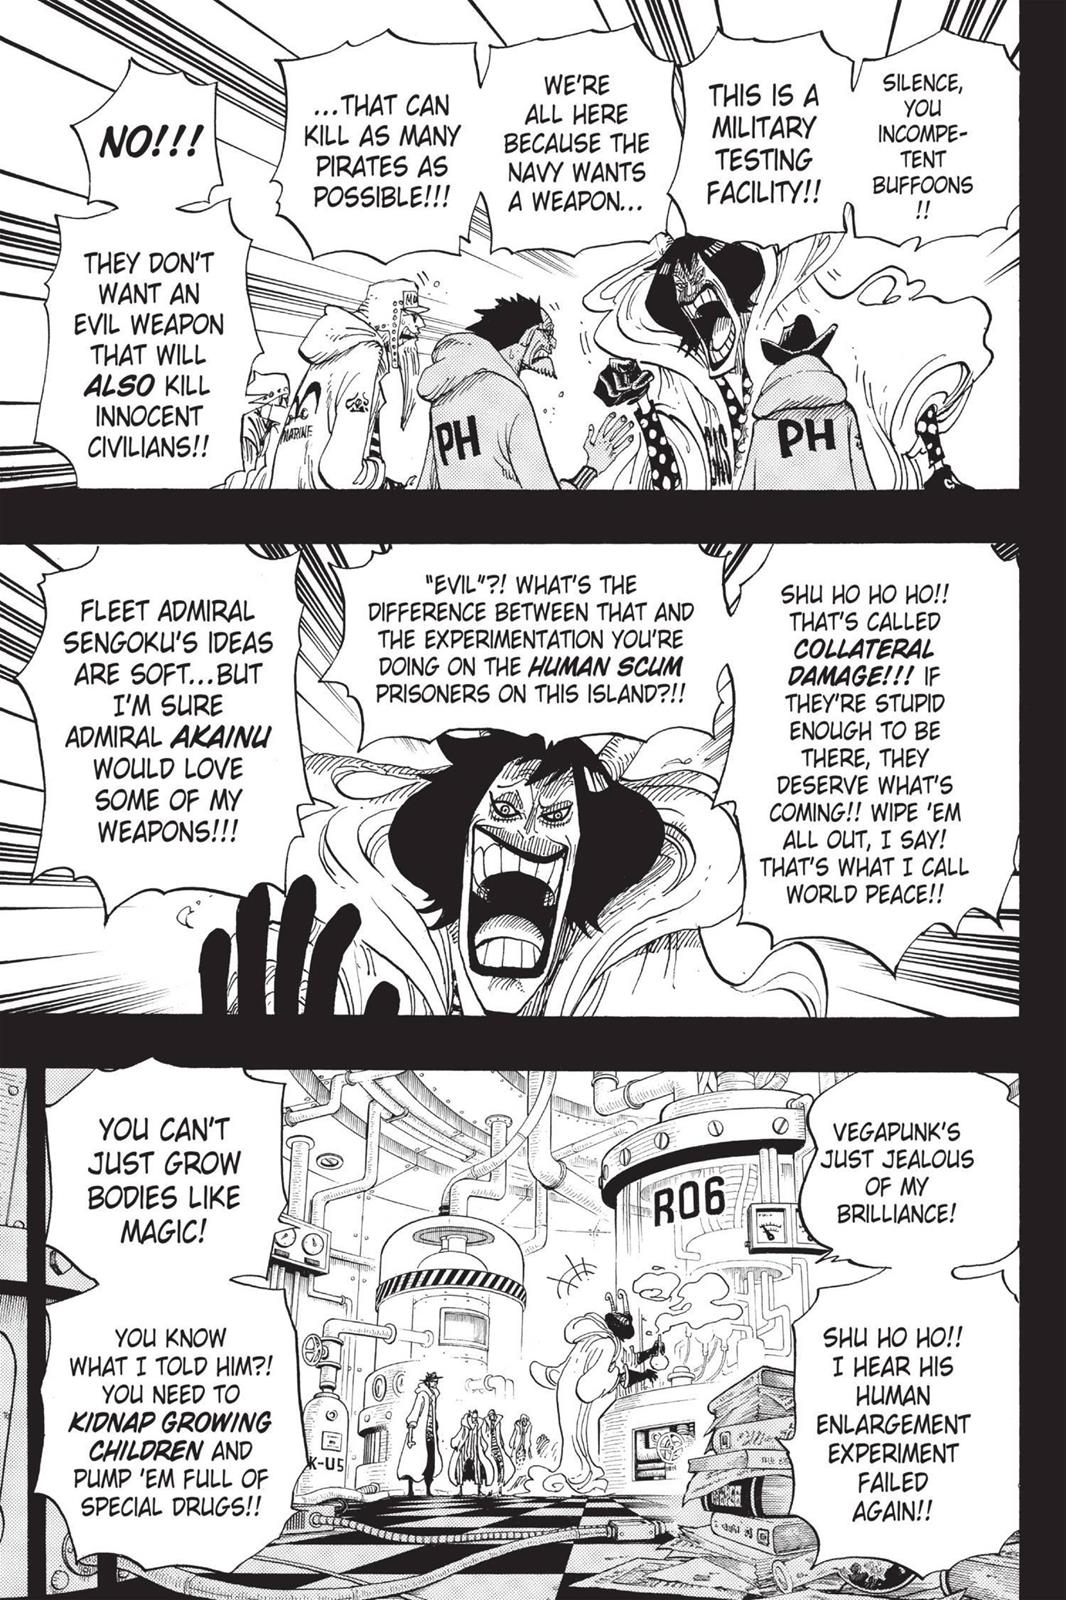 SILENCE,
YOU
INCOMPE-
TENT
BUFFOONS
!!
THIS IS A
MILITARY
TESTING
FACILITY!!
WE'RE
ALL HERE
BECAUSE THE
NAVY WANTS
A WEAPON...
...THAT CAN
KILL AS MANY
PIRATES AS
POSSIBLE!!!
NO!!!
THEY DON'T
WANT AN
EVIL WEAPON
THAT WILL
ALSO KILL
INNOCENT
CIVILIANS!!
MARINE
PH
PH
SHU HO HO HO!!
THAT'S CALLED
COLLATERAL
DAMAGE!!! IF
THEY'RE STUPID
ENOUGH TO BE
THERE, THEY
DESERVE WHAT'S
COMING!! WIPE 'EM
ALL OUT, I SAY!
THAT'S WHAT I CALL
WORLD PEACE!!
"EVIL"?! WHAT'S THE
DIFFERENCE BETWEEN THAT AND
THE EXPERIMENTATION YOU'RE
DOING ON THE HUMAN SCUM
PRISONERS ON THIS ISLAND?!!
FLEET ADMIRAL
SENGOKU'S IDEAS
ARE SOFT...BUT
I'M SURE
ADMIRAL AKAINU
WOULD LOVE
SOME OF MY
WEAPONS!!!
VEGAPUNK'S
JUST JEALOUS
OF MY
BRILLIANCE!
SHU HO HO!!
I HEAR HIS
HUMAN
ENLARGEMENT
EXPERIMENT
FAILED
AGAIN!!
R06
K-U5
YOU CAN'T
JUST GROW
BODIES LIKE
MAGIC!
YOU KNOW
WHAT I TOLD HIM?!
YOU NEED TO
KIDNAP GROWING
CHILDREN AND
PUMP 'EM FULL OF
SPECIAL DRUGS!!